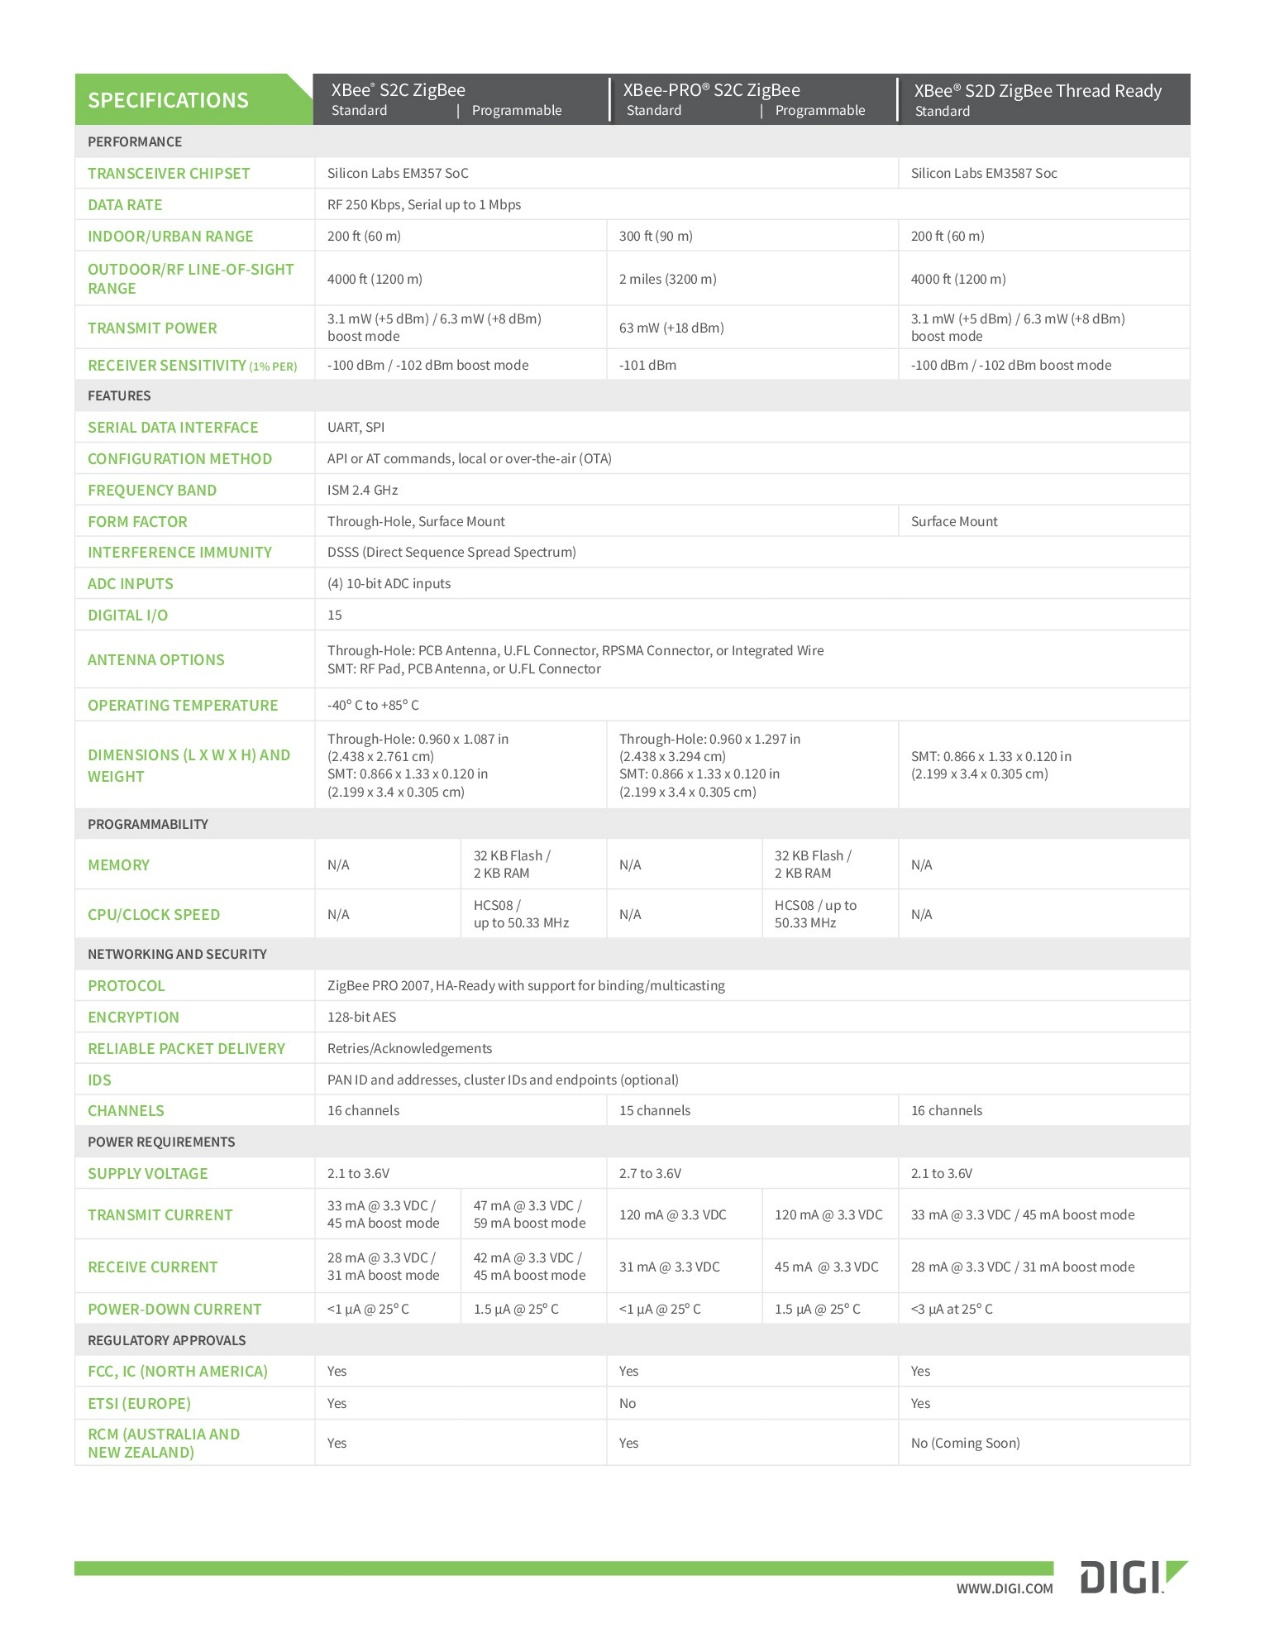 SPECIFICATIONS
XBee® S2C ZigBee
Standard | Programmable
XBee-PRO® S2C ZigBee
Standard | Programmable
XBee® S2D ZigBee Thread Ready
Standard
PERFORMANCE
TRANSCEIVER CHIPSET
Silicon Labs EM357 SoC
Silicon Labs EM3587 Soc
DATA RATE
RF 250 Kbps, Serial up to 1 Mbps
INDOOR/URBAN RANGE
200 ft (60 m)
300 ft (90 m)
200 ft (60 m)
OUTDOOR/RF LINE-OF-SIGHT
RANGE
4000 ft (1200 m)
2 miles (3200 m)
4000 ft (1200 m)
TRANSMIT POWER
3.1 mW (+5 dBm) / 6.3 mW (+8 dBm)
boost mode
63 mW (+18 dBm)
3.1 mW (+5 dBm) / 6.3 mW (+8 dBm)
boost mode
RECEIVER SENSITIVITY (1% PER)
-100 dBm / -102 dBm boost mode
-101 dBm
-100 dBm / -102 dBm boost mode
FEATURES
SERIAL DATA INTERFACE
UART, SPI
CONFIGURATION METHOD
API or AT commands, local or over-the-air (OTA)
FREQUENCY BAND
ISM 2.4 GHz
FORM FACTOR
Through-Hole, Surface Mount
Surface Mount
INTERFERENCE IMMUNITY
DSSS (Direct Sequence Spread Spectrum)
ADC INPUTS
(4) 10-bit ADC inputs
DIGITAL I/O
15
ANTENNA OPTIONS
Through-Hole: PCB Antenna, U.FL Connector, RPSMA Connector, or Integrated Wire
SMT: RF Pad, PCB Antenna, or U.FL Connector
OPERATING TEMPERATURE
-40º C to +85º C
DIMENSIONS (L X W X H) AND
WEIGHT
Through-Hole: 0.960 x 1.087 in
(2.438 x 2.761 cm)
SMT: 0.866 x 1.33 x 0.120 in
(2.199 x 3.4 x 0.305 cm)
Through-Hole: 0.960 x 1.297 in
(2.438 x 3.294 cm)
SMT: 0.866 x 1.33 x 0.120 in
(2.199 x 3.4 x 0.305 cm)
SMT: 0.866 x 1.33 x 0.120 in
(2.199 x 3.4 x 0.305 cm)
PROGRAMMABILITY
MEMORY
N/A
32 KB Flash /
2 KB RAM
N/A
32 KB Flash /
2 KB RAM
N/A
CPU/CLOCK SPEED
N/A
HCS08 /
up to 50.33 MHz
N/A
HCS08 / up to
50.33 MHz
N/A
NETWORKING AND SECURITY
PROTOCOL
ZigBee PRO 2007, HA-Ready with support for binding/multicasting
ENCRYPTION
128-bit AES
RELIABLE PACKET DELIVERY
Retries/Acknowledgements
IDS
PAN ID and addresses, cluster IDs and endpoints (optional)
CHANNELS
16 channels
15 channels
16 channels
POWER REQUIREMENTS
SUPPLY VOLTAGE
2.1 to 3.6V
2.7 to 3.6V
2.1 to 3.6V
TRANSMIT CURRENT
33 mA @ 3.3 VDC /
45 mA boost mode
47 mA @ 3.3 VDC /
59 mA boost mode
120 mA @ 3.3 VDC
120 mA @ 3.3 VDC
33 mA @ 3.3 VDC / 45 mA boost mode
RECEIVE CURRENT
28 mA @ 3.3 VDC /
31 mA boost mode
42 mA @ 3.3 VDC /
45 mA boost mode
31 mA @ 3.3 VDC
45 mA @ 3.3 VDC
28 mA @ 3.3 VDC / 31 mA boost mode
POWER-DOWN CURRENT
<1 µA @ 25º C
1.5 µA @ 25º C
<1 µA @ 25º C
1.5 µA @ 25º C
<3 µA at 25º C
REGULATORY APPROVALS
FCC, IC (NORTH AMERICA)
Yes
Yes
Yes
ETSI (EUROPE)
Yes
No
Yes
RCM (AUSTRALIA AND
NEW ZEALAND)
Yes
Yes
No (Coming Soon)
WWW.DIGI.COM
DIGI